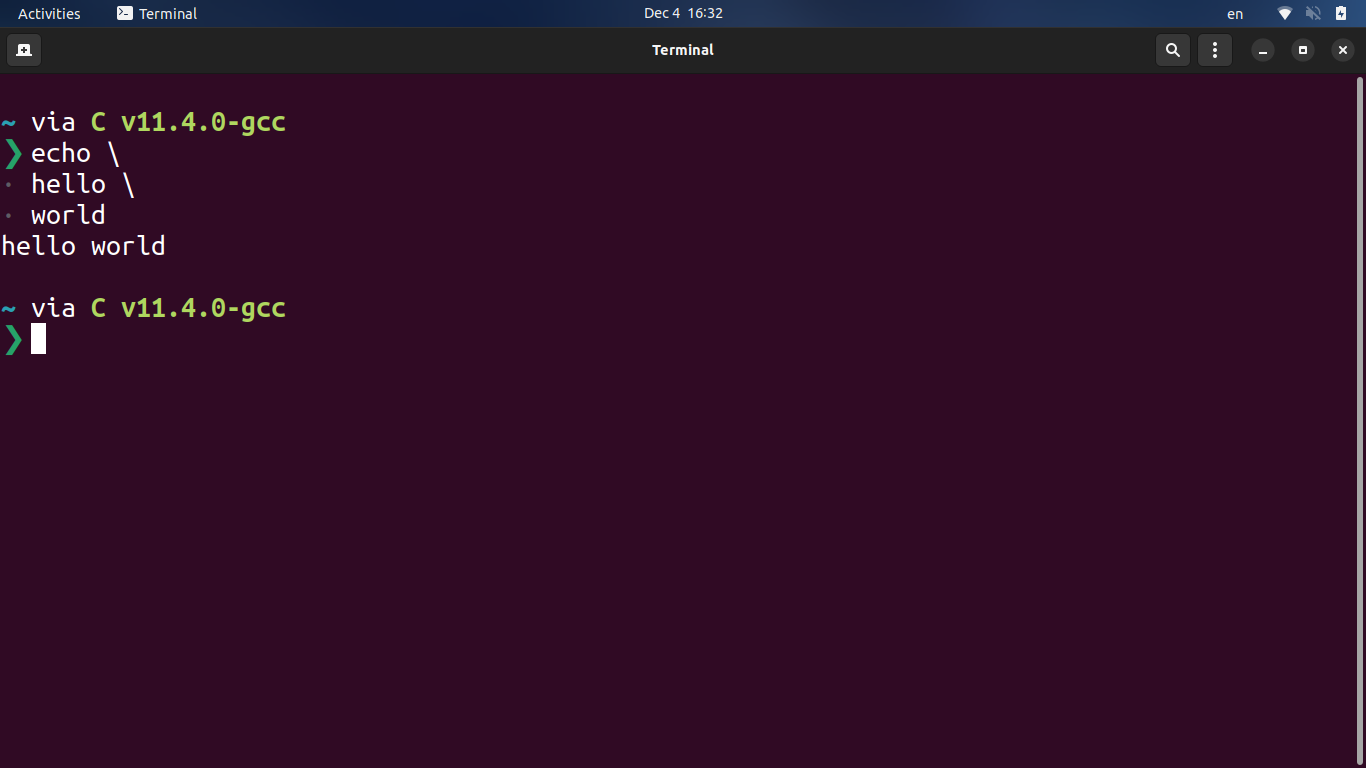 Activities
Terminal
Dec 4 16:32
en
Terminal
~ via C v11.4.0-gcc
❯ echo \
· hello \
· world
hello world
~ via C v11.4.0-gcc
❯